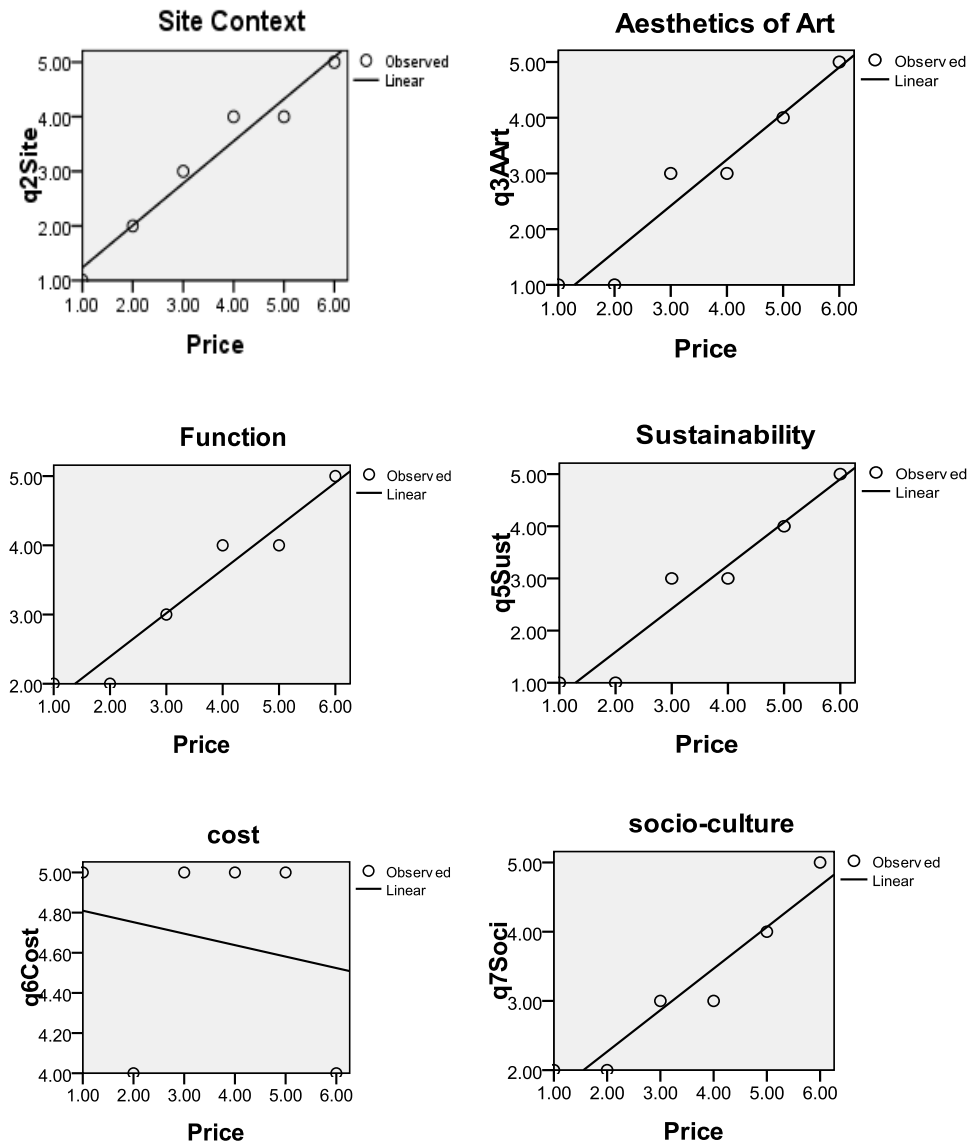 Site Context
Observed
Linear
q2Site
5.00
4.00
3.00
2.00
1.00
1.00 2.00 3.00 4.00 5.00 6.00
Price
Aesthetics of Art
Observed
Linear
q3AArt
5.00
4.00
3.00
2.00
1.00
1.00 2.00 3.00 4.00 5.00 6.00
Price
Function
Observed
Linear
5.00
4.00
3.00
2.00
1.00 2.00 3.00 4.00 5.00 6.00
Price
Sustainability
Observed
Linear
q5Sust
5.00
4.00
3.00
2.00
1.00
1.00 2.00 3.00 4.00 5.00 6.00
Price
cost
Observed
Linear
q6Cost
5.00
4.80
4.60
4.40
4.20
4.00
1.00 2.00 3.00 4.00 5.00 6.00
Price
socio-culture
Observed
Linear
q7Soci
5.00
4.00
3.00
2.00
1.00 2.00 3.00 4.00 5.00 6.00
Price